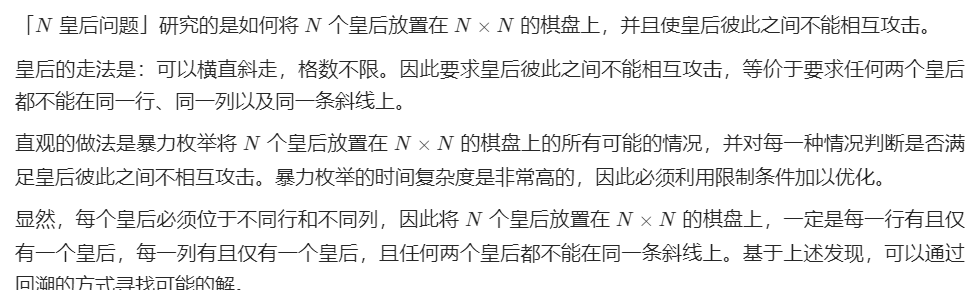 「N 皇后问题」研究的是如何将 N 个皇后放置在 N × N 的棋盘上，并且使皇后彼此之间不能相互攻击。
皇后的走法是：可以横直斜走，格数不限。因此要求皇后彼此之间不能相互攻击，等价于要求任何两个皇后
都不能在同一行、同一列以及同一条斜线上。
直观的做法是暴力枚举将 N 个皇后放置在 N × N 的棋盘上的所有可能的情况，并对每一种情况判断是否满
足皇后彼此之间不相互攻击。暴力枚举的时间复杂度是非常高的，因此必须利用限制条件加以优化。
显然，每个皇后必须位于不同行和不同列，因此将 N 个皇后放置在 N × N 的棋盘上，一定是每一行有且仅
有一个皇后，每一列有且仅有一个皇后，且任何两个皇后都不能在同一条斜线上。基于上述发现，可以通过
回溯的方式寻找可能的解。